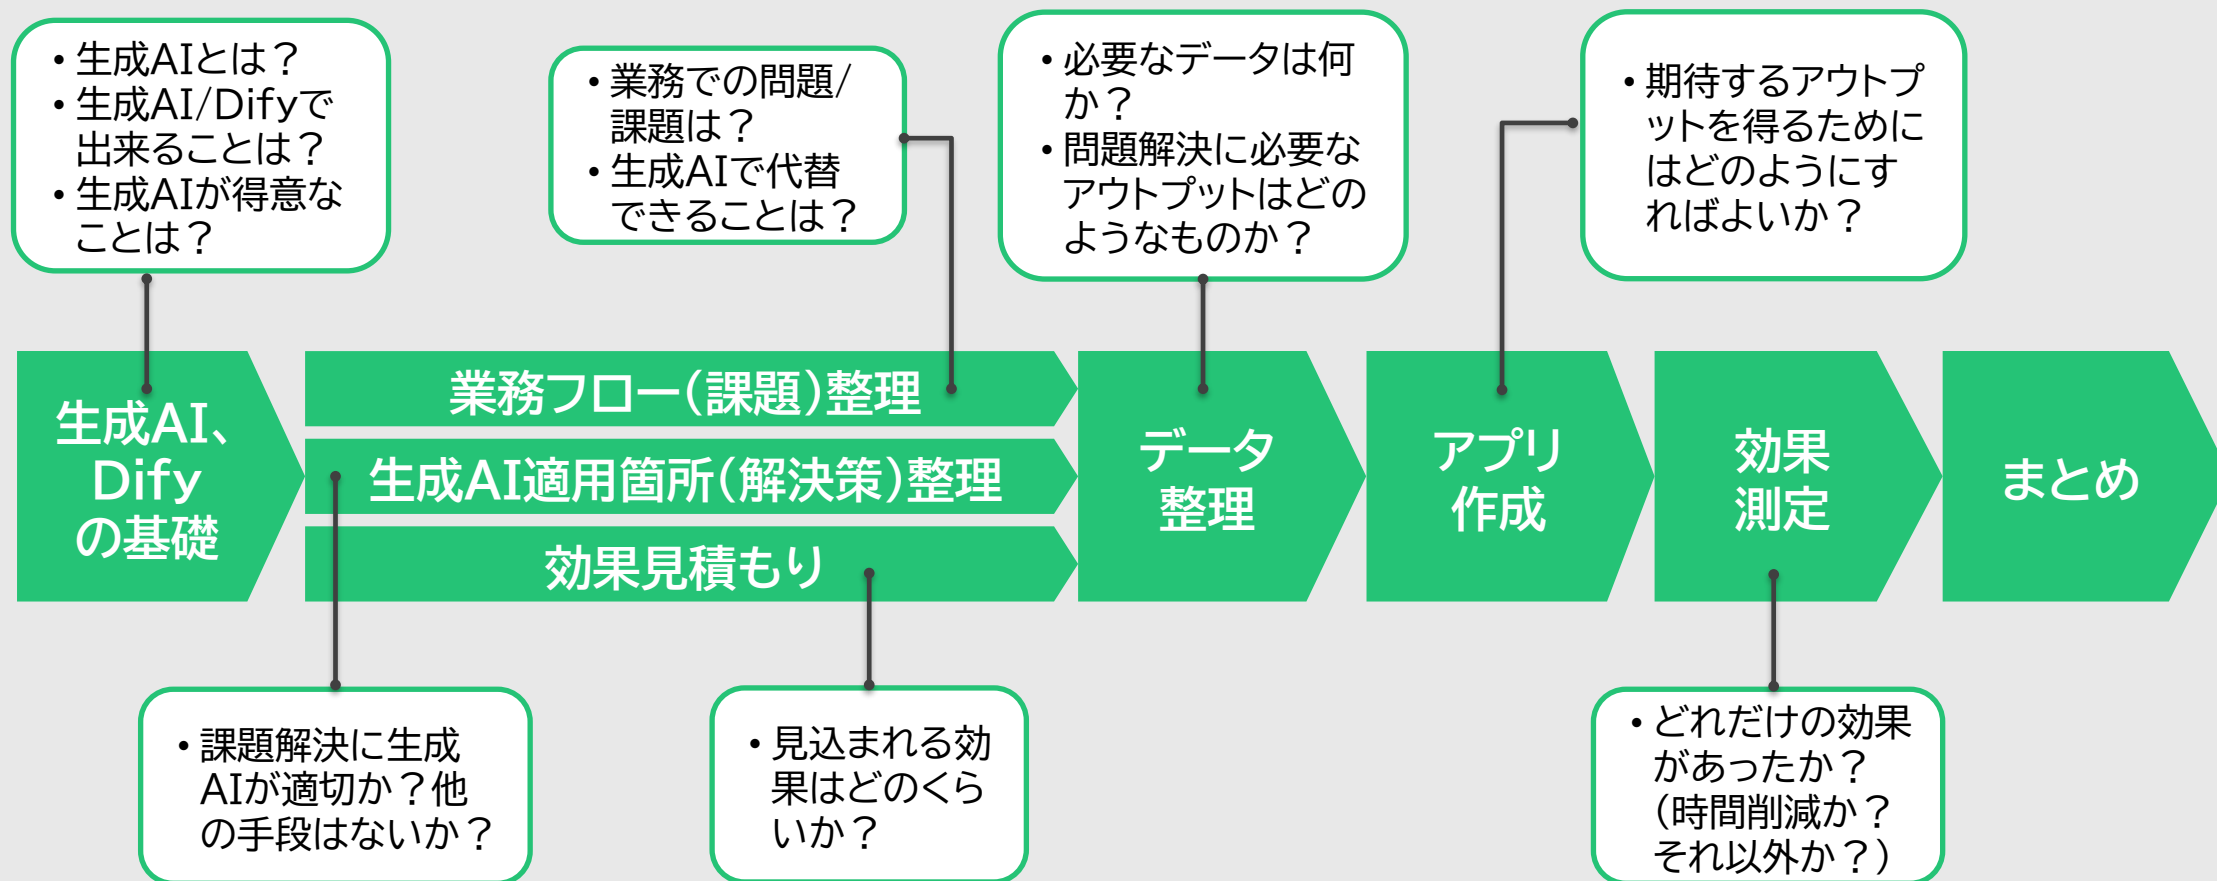 ・生成AIとは？
・生成AI/Difyで
出来ることは？
・生成AIが得意な
ことは？
・業務での問題/
課題は？
・生成AIで代替
できることは？
・必要なデータは何
か？
・問題解決に必要な
アウトプットはどの
ようなものか？
・期待するアウトプ
ットを得るために
はどのようにす
ればよいか？
生成AI、
Dify
の基礎
業務フロー（課題）整理
生成AI適用箇所（解決策）整理
効果見積もり
データ
整理
アプリ
作成
効果
測定
まとめ
・課題解決に生成
AIが適切か？他
の手段はないか？
・見込まれる効
果はどのくら
いか？
・どれだけの効果
があったか？
（時間削減か？
それ以外か？）